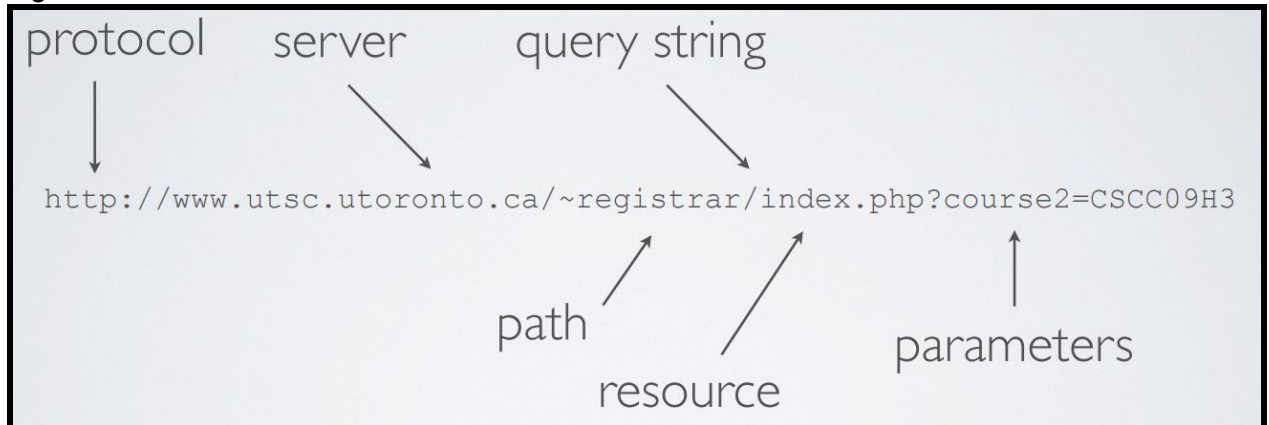 protocol server query string
http://www.utsc.utoronto.ca/~registrar/index.php?course2=CSCC09H3
path
parameters
resource